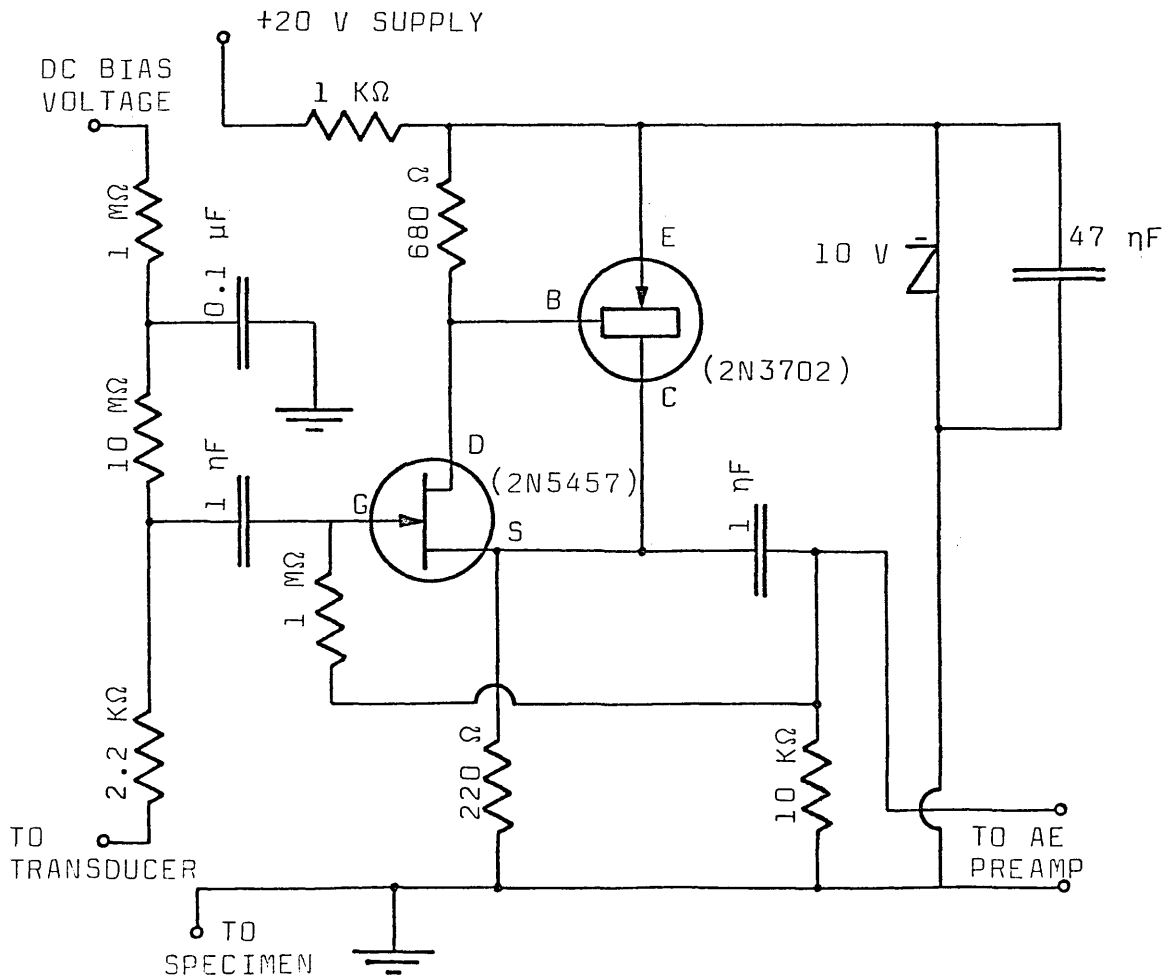 +20 V SUPPLY
DC BIAS
VOLTAGE
1 KΩ
1 MΩ
0.1 µF
680 Ω
E
10 V
47 ηF
B
(2N3702)
C
10 MΩ
1 ηF
D
(2N5457)
G
S
1 ηF
1 MΩ
2.2 KΩ
220 Ω
10 KΩ
TO
TRANSDUCER
TO AE
PREAMP
TO
SPECIMEN